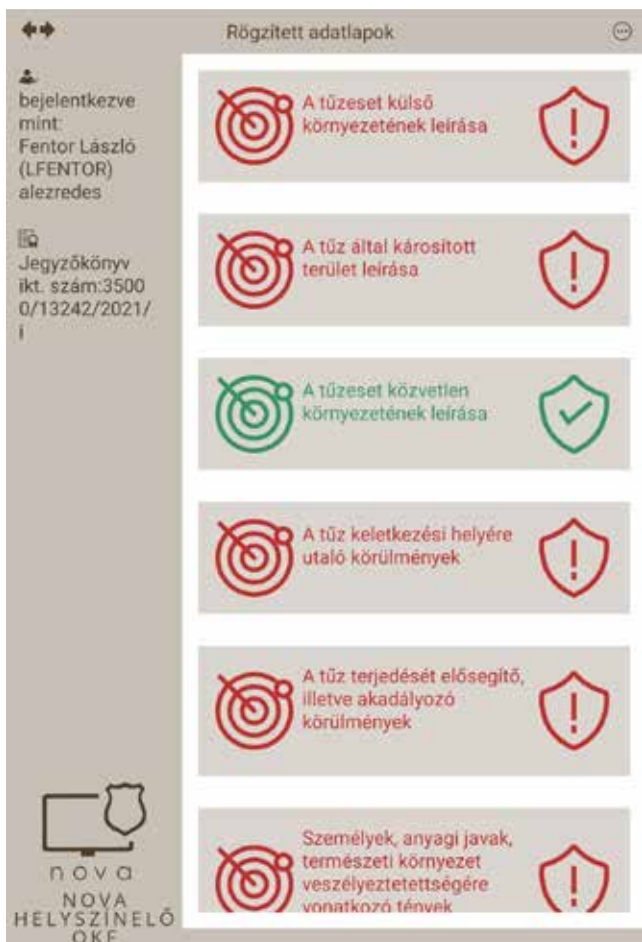 Rögzített adatlapok
bejelentkezve
mint:
Fentor László
(LFENTOR)
alezredes
Jegyzőkönyv
ikt. szám:3500
0/13242/2021/
i
A tűzeset külső
környezetének leírása
A tűz által károsított
terület leírása
A tűzeset közvetlen
környezetének leírása
A tűz keletkezési helyére
utaló körülmények
A tűz terjedését elősegítő,
illetve akadályozó
körülmények
Személyek, anyagi javak,
természeti környezet
veszélyeztetettségére
vonatkozó tények
nova
NOVA
HELYSZÍNELŐ
OKF